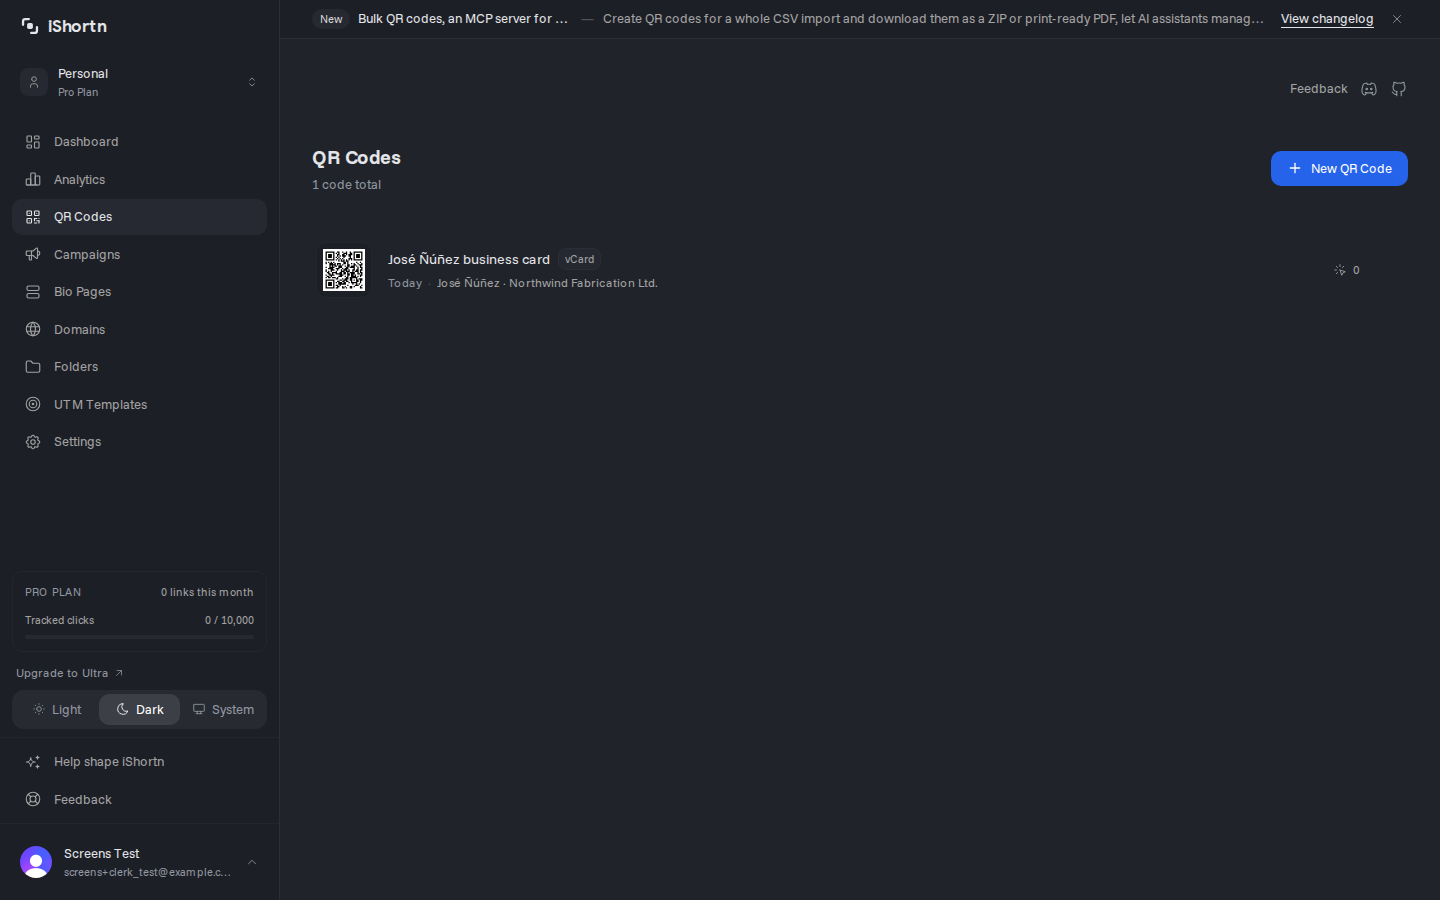 iShortn
Personal
Pro Plan
Dashboard
Analytics
QR Codes
Campaigns
Bio Pages
Domains
Folders
UTM Templates
Settings
PRO PLAN 0 links this month
Tracked clicks 0 / 10,000
Upgrade to Ultra
Light Dark System
Help shape iShortn
Feedback
Screens Test
screens+clerk_test@example.c...
New Bulk QR codes, an MCP server for ... — Create QR codes for a whole CSV import and download them as a ZIP or print-ready PDF, let AI assistants manag... View changelog
Feedback
QR Codes
1 code total
New QR Code
José Ñúñez business card vCard
Today · José Ñúñez · Northwind Fabrication Ltd.
0